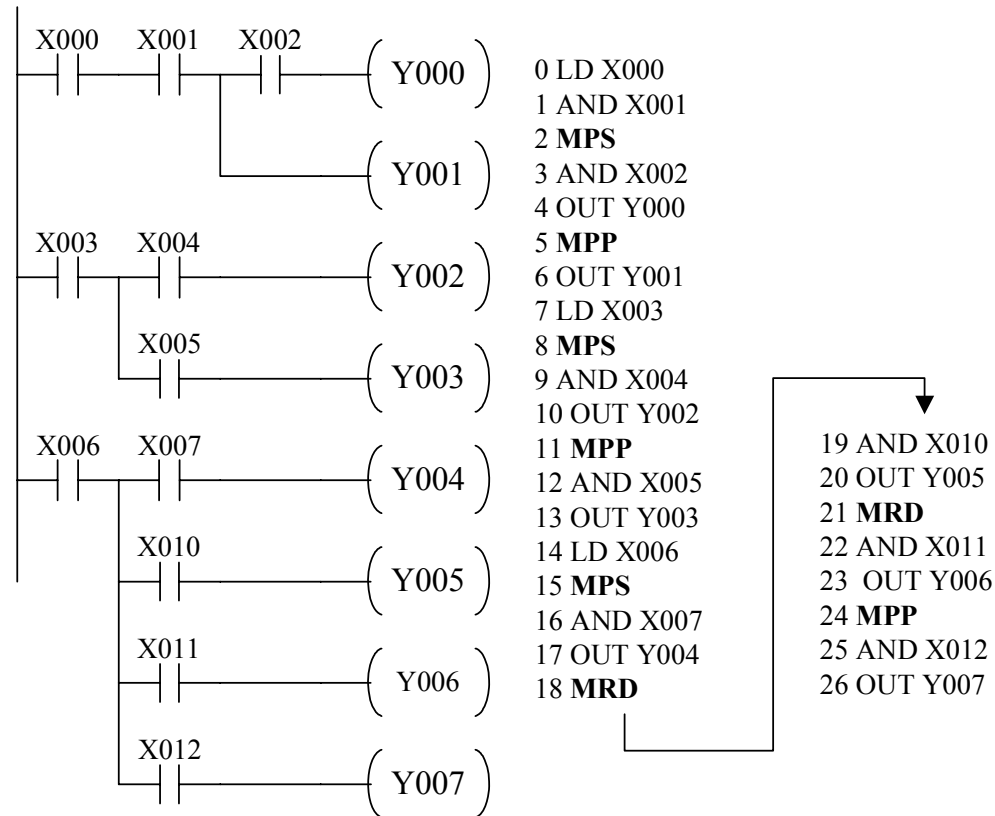 X000 X001 X002
Y000
Y001
X003 X004
Y002
X005
Y003
X006 X007
Y004
X010
Y005
X011
Y006
X012
Y007
0 LD X000
1 AND X001
2 MPS
3 AND X002
4 OUT Y000
5 MPP
6 OUT Y001
7 LD X003
8 MPS
9 AND X004
10 OUT Y002
11 MPP
12 AND X005
13 OUT Y003
14 LD X006
15 MPS
16 AND X007
17 OUT Y004
18 MRD
19 AND X010
20 OUT Y005
21 MRD
22 AND X011
23 OUT Y006
24 MPP
25 AND X012
26 OUT Y007